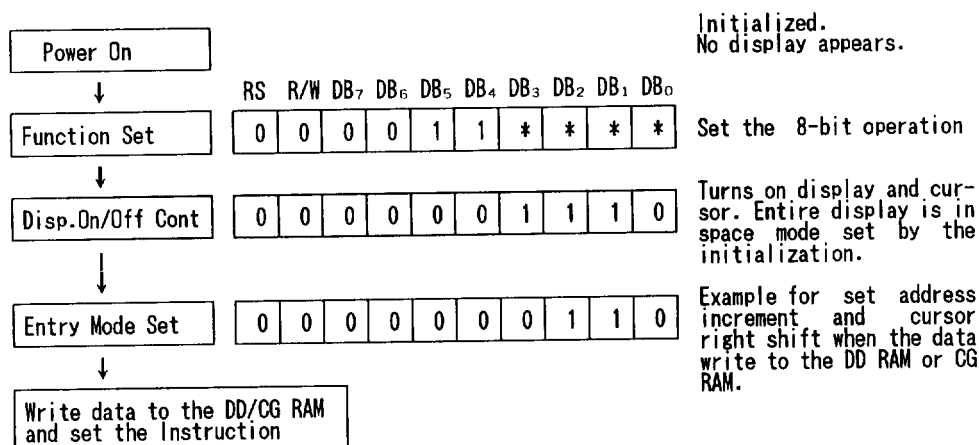 Initialized.
No display appears.
Power On
RS R/W DB₇ DB₆ DB₅ DB₄ DB₃ DB₂ DB₁ DB₀
Function Set
0 0 0 0 1 1 * * * *
Set the 8-bit operation
Disp.On/Off Cont
0 0 0 0 0 0 1 1 1 0
Turns on display and cur-
sor. Entire display is in
space mode set by the
initialization.
Entry Mode Set
0 0 0 0 0 0 0 1 1 0
Example for set address
increment and cursor
right shift when the data
write to the DD RAM or CG
RAM.
Write data to the DD/CG RAM
and set the Instruction